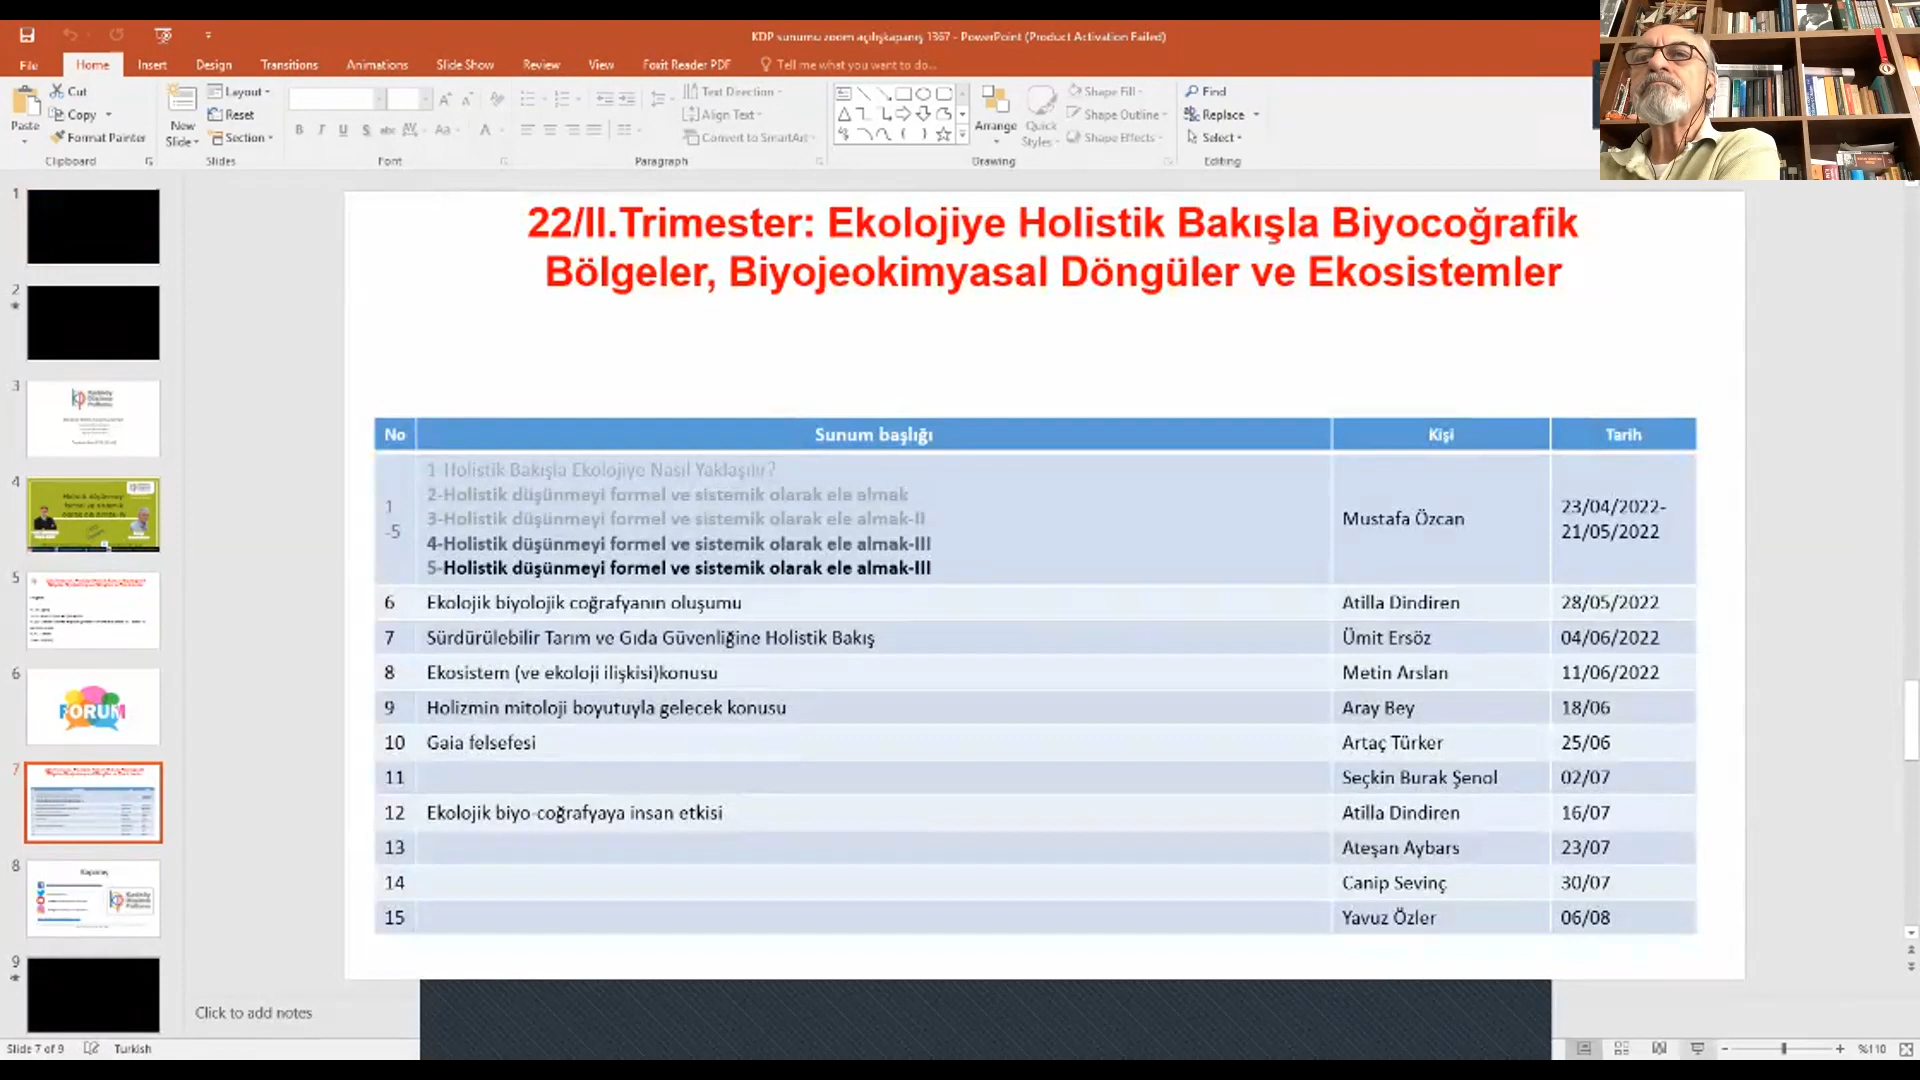 KDP sunumu zoom açılışkapanış 1367 - PowerPoint (Product Activation Failed)
File Home Insert Design Transitions Animations Slide Show Review View Foxit Reader PDF Tell me what you want to do...
Paste
Cut
Copy
Format Painter
Clipboard
New
Slide
Layout
Reset
Section
Slides
Font
Text Direction
Align Text
Convert to SmartArt
Paragraph
Arrange
Quick
Styles
Shape Fill
Shape Outline
Shape Effects
Drawing
Find
Replace
Select
Editing
1
2
3
4
5
6
FORUM
7
8
Kapanış
9
22/II.Trimester: Ekolojiye Holistik Bakışla Biyocoğrafik
Bölgeler, Biyojeokimyasal Döngüler ve Ekosistemler
No Sunum başlığı Kişi Tarih
1
-5
1-Holistik Bakışla Ekolojiye Nasıl Yaklaşılır?
2-Holistik düşünmeyi formel ve sistemik olarak ele almak
3-Holistik düşünmeyi formel ve sistemik olarak ele almak-II
4-Holistik düşünmeyi formel ve sistemik olarak ele almak-III
5-Holistik düşünmeyi formel ve sistemik olarak ele almak-III
Mustafa Özcan
23/04/2022-
21/05/2022
6 Ekolojik biyolojik coğrafyanın oluşumu Atilla Dindiren 28/05/2022
7 Sürdürülebilir Tarım ve Gıda Güvenliğine Holistik Bakış Ümit Ersöz 04/06/2022
8 Ekosistem (ve ekoloji ilişkisi)konusu Metin Arslan 11/06/2022
9 Holizmin mitoloji boyutuyla gelecek konusu Aray Bey 18/06
10 Gaia felsefesi Artaç Türker 25/06
11 Seçkin Burak Şenol 02/07
12 Ekolojik biyo-coğrafyaya insan etkisi Atilla Dindiren 16/07
13 Ateşan Aybars 23/07
14 Canip Sevinç 30/07
15 Yavuz Özler 06/08
Click to add notes
Slide 7 of 9 Turkish %110